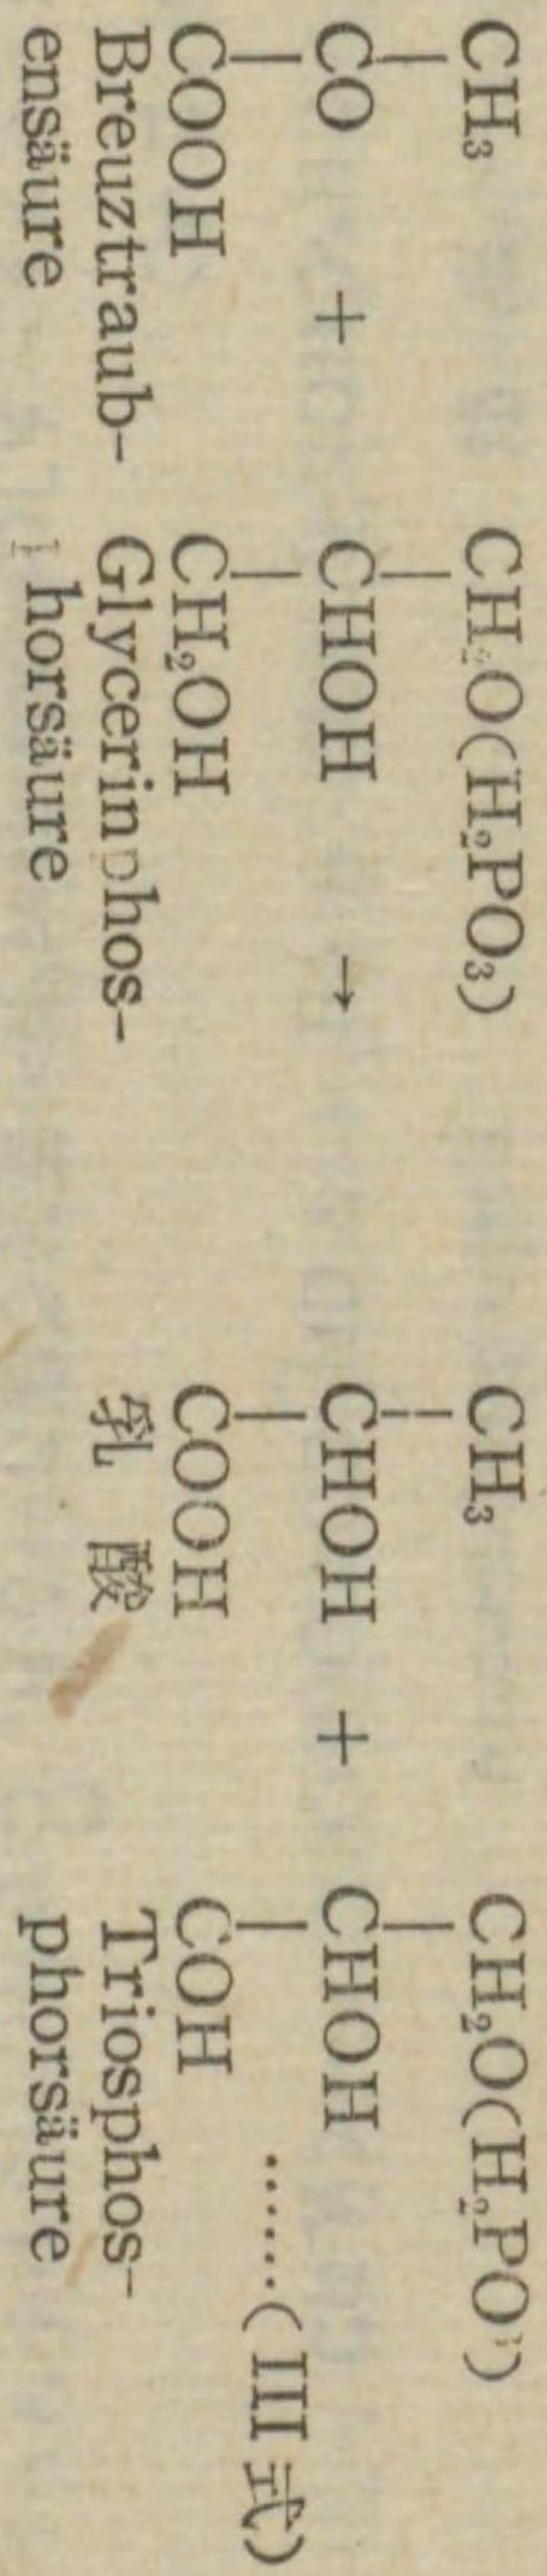 CH₃ CH₂O(H₂PO₃) CH₃ CH₂O(H₂PO₃)
| | | |
CO + CHOH → CHOH + CHOH
| | | | ……(III 式)
COOH CH₂OH COOH COH
Breuztraub- Glycerinphos- 乳 酸 Triosphos-
ensäure horsäure phorsäure